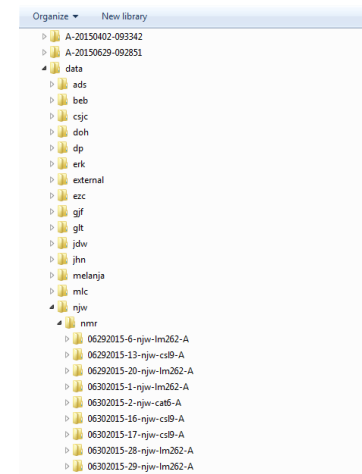 Organize New library
A-20150402-093342
A-20150629-092851
data
ads
beb
csjc
doh
dp
erk
external
ezc
gjf
glt
jdw
jhn
melanja
mlc
njw
nmr
06292015-6-njw-lm262-A
06292015-13-njw-csl9-A
06292015-20-njw-lm262-A
06302015-1-njw-lm262-A
06302015-2-njw-cat6-A
06302015-16-njw-csl9-A
06302015-17-njw-csl9-A
06302015-28-njw-lm262-A
06302015-29-njw-lm262-A